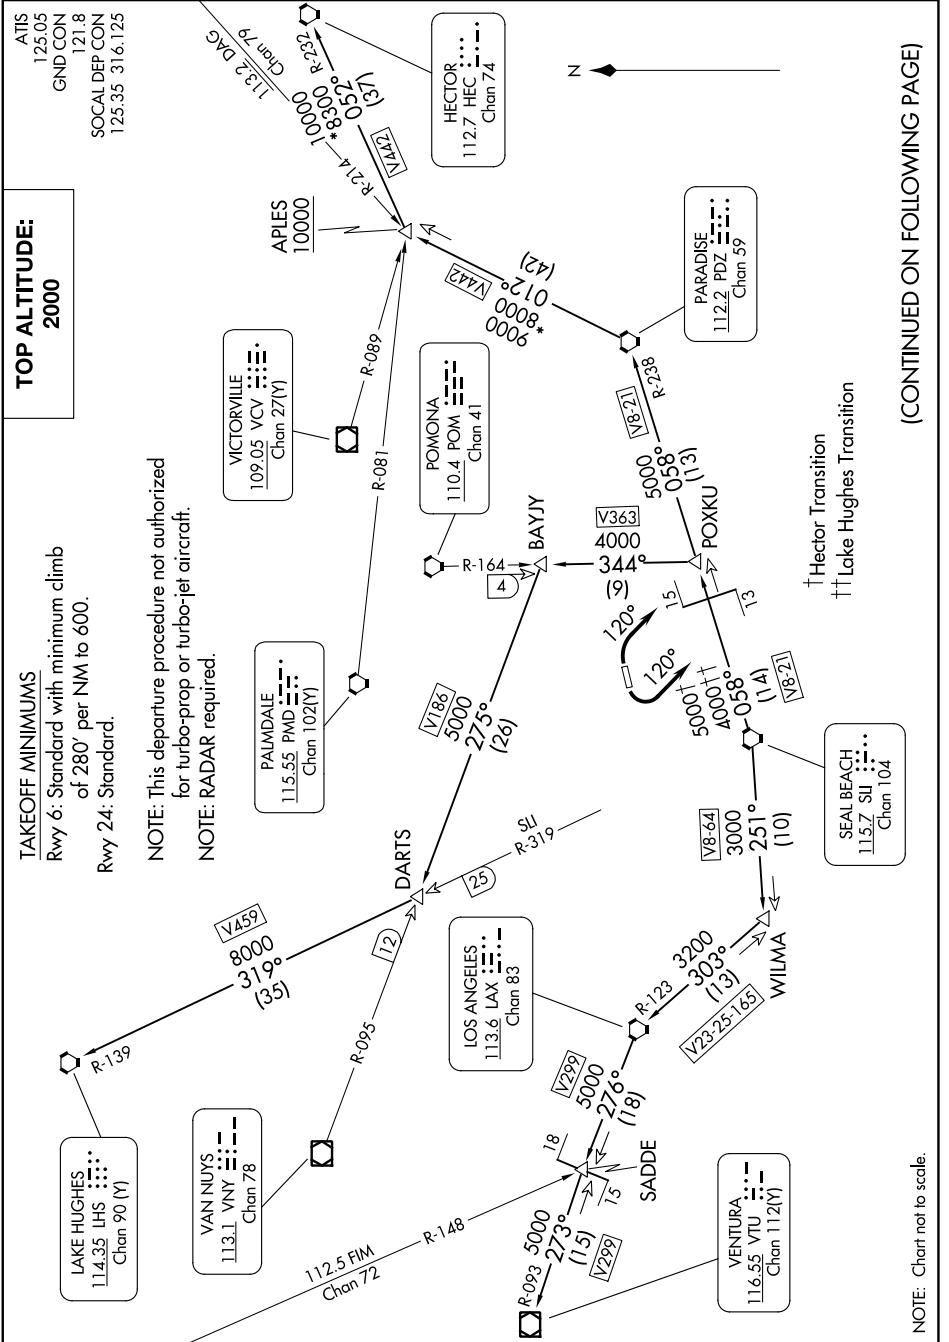 TOP ALTITUDE:
2000
ATIS
125.05
GND CON
121.8
SOCAL DEP CON
125.35 316.125
TAKEOFF MINIMUMS
Rwy 6: Standard with minimum climb
of 280' per NM to 600.
Rwy 24: Standard.
NOTE: This departure procedure not authorized
for turbo-prop or turbo-jet aircraft.
NOTE: RADAR required.
LAKE HUGHES
114.35 LHS
Chan 90 (Y)
R-139
V459
8000
319°
(35)
VAN NUYS
113.1 VNY
Chan 78
R-095
12
DARTS
25
SLI
R-319
PALMDALE
115.55 PMD
Chan 102(Y)
R-081
VICTORVILLE
109.05 VCV
Chan 27(Y)
R-089
APLES
10000
113.2 DAG
Chan 79
R-214
10000
*8300
052°
(37)
R-232
V442
HECTOR
112.7 HEC
Chan 74
N
V442
9000
*8000
012°
(42)
POMONA
110.4 POM
Chan 41
R-164
4
BAYJY
V186
5000
275°
(26)
V363
4000
344°
(9)
POXKU
V8-21
5000
058°
(13)
R-238
PARADISE
112.2 PDZ
Chan 59
120°
120°
15
13
5000†
4000††
058°
(14)
V8-21
SEAL BEACH
115.7 SLI
Chan 104
V8-64
3000
251°
(10)
WILMA
3200
303°
(13)
V23-25-165
R-123
LOS ANGELES
113.6 LAX
Chan 83
V299
5000
276°
(18)
18
15
SADDE
112.5 FIM
Chan 72
R-148
R-093
5000
273°
(15)
V299
VENTURA
116.55 VTU
Chan 112(Y)
†Hector Transition
††Lake Hughes Transition
NOTE: Chart not to scale.
(CONTINUED ON FOLLOWING PAGE)